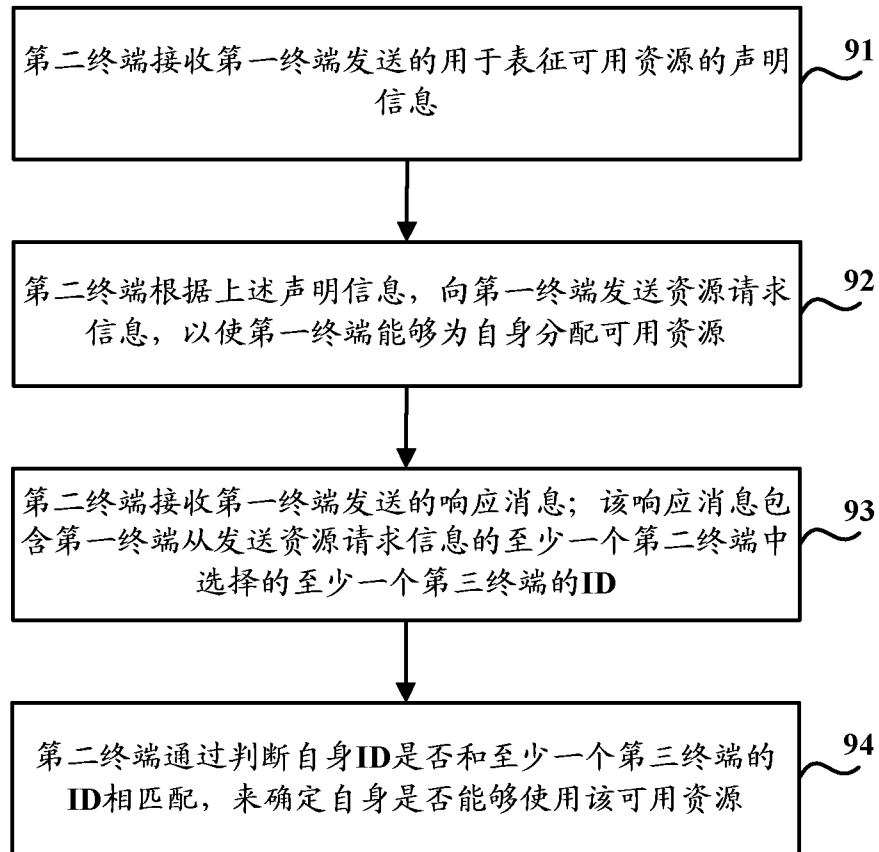 第二终端接收第一终端发送的用于表征可用资源的声明
信息
91
第二终端根据上述声明信息，向第一终端发送资源请求
信息，以使第一终端能够为自身分配可用资源
92
第二终端接收第一终端发送的响应消息；该响应消息包
含第一终端从发送资源请求信息的至少一个第二终端中
选择的至少一个第三终端的ID
93
第二终端通过判断自身ID是否和至少一个第三终端的
ID相匹配，来确定自身是否能够使用该可用资源
94